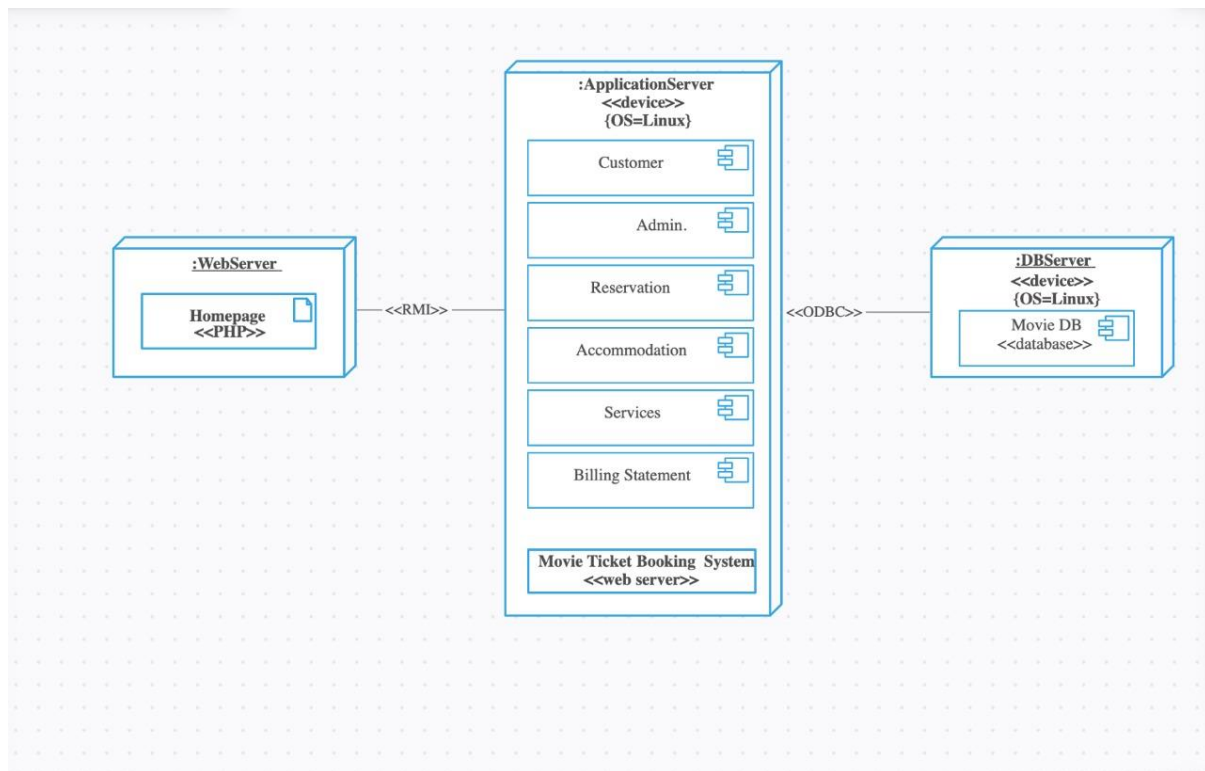 :WebServer
Homepage
<<PHP>>
<<RMI>>
:ApplicationServer
<<device>>
{OS=Linux}
Customer
Admin.
Reservation
Accommodation
Services
Billing Statement
Movie Ticket Booking System
<<web server>>
<<ODBC>>
:DBServer
<<device>>
{OS=Linux}
Movie DB
<<database>>